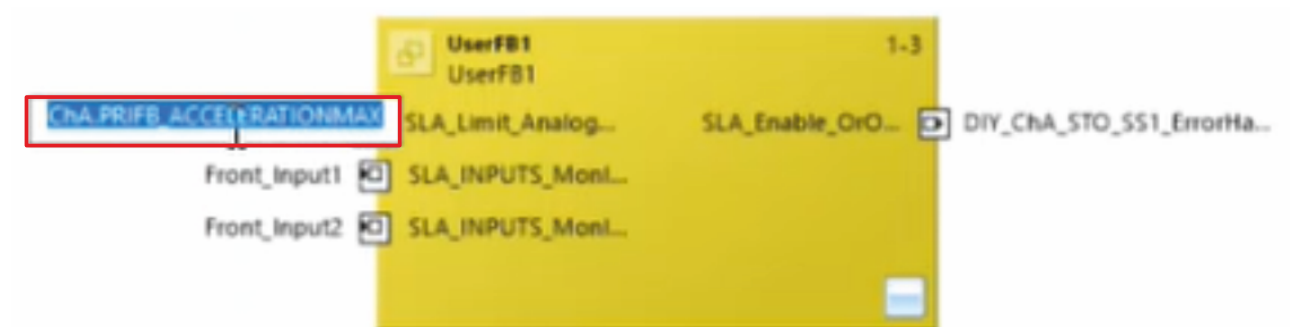 UserFB1 1-3
UserFB1
ChA.PRIFB_ACCELERATIONMAX SLA_Limit_Analog... SLA_Enable_OrO... DIY_ChA_STO_SS1_ErrorHa...
Front_Input1 SLA_INPUTS_MonI...
Front_Input2 SLA_INPUTS_MonI...